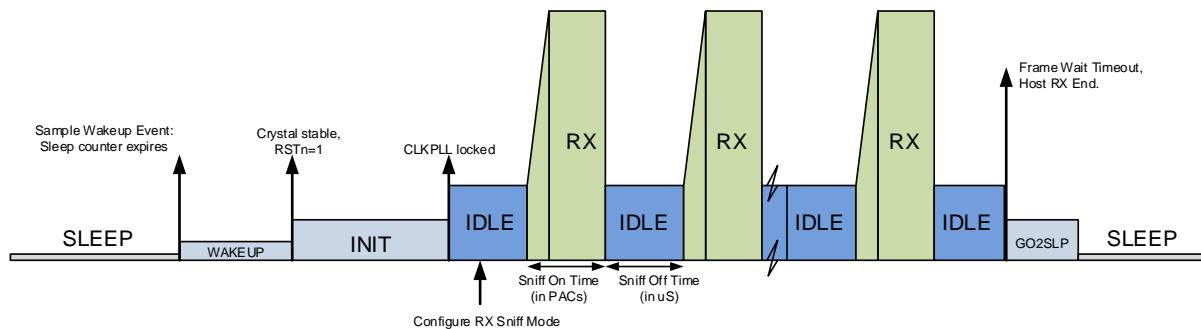 Sample Wakeup Event:
Sleep counter expires
Crystal stable,
RSTn=1
CLKPLL locked
Frame Wait Timeout,
Host RX End.
SLEEP
WAKEUP
INIT
IDLE
RX
IDLE
RX
IDLE
RX
IDLE
GO2SLP
SLEEP
Sniff On Time
(in PACs)
Sniff Off Time
(in uS)
Configure RX Sniff Mode